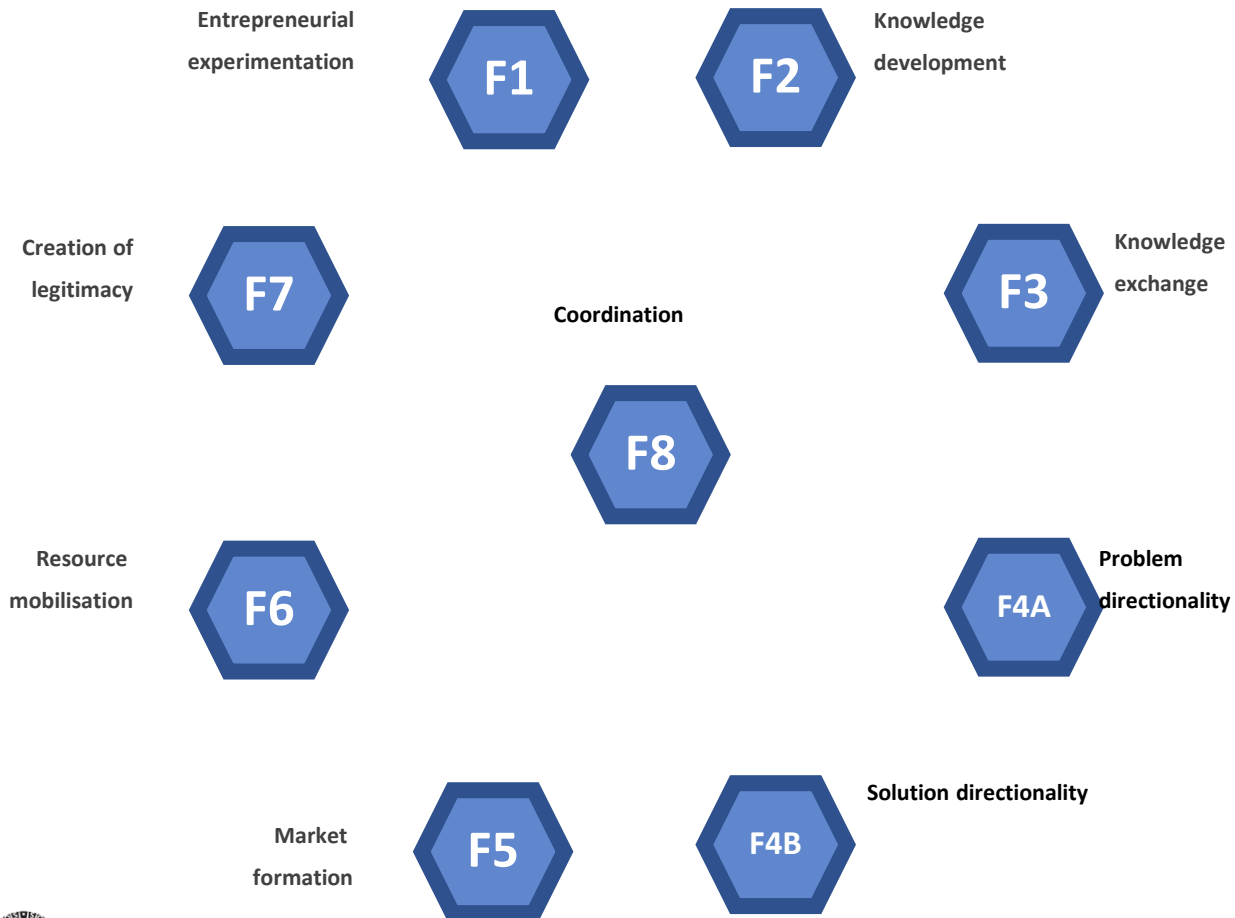 Entrepreneurial
experimentation
F1
F2
Knowledge
development
Creation of
legitimacy
F7
Coordination
F3
Knowledge
exchange
F8
Resource
mobilisation
F6
F4A
Problem
directionality
Market
formation
F5
F4B
Solution directionality